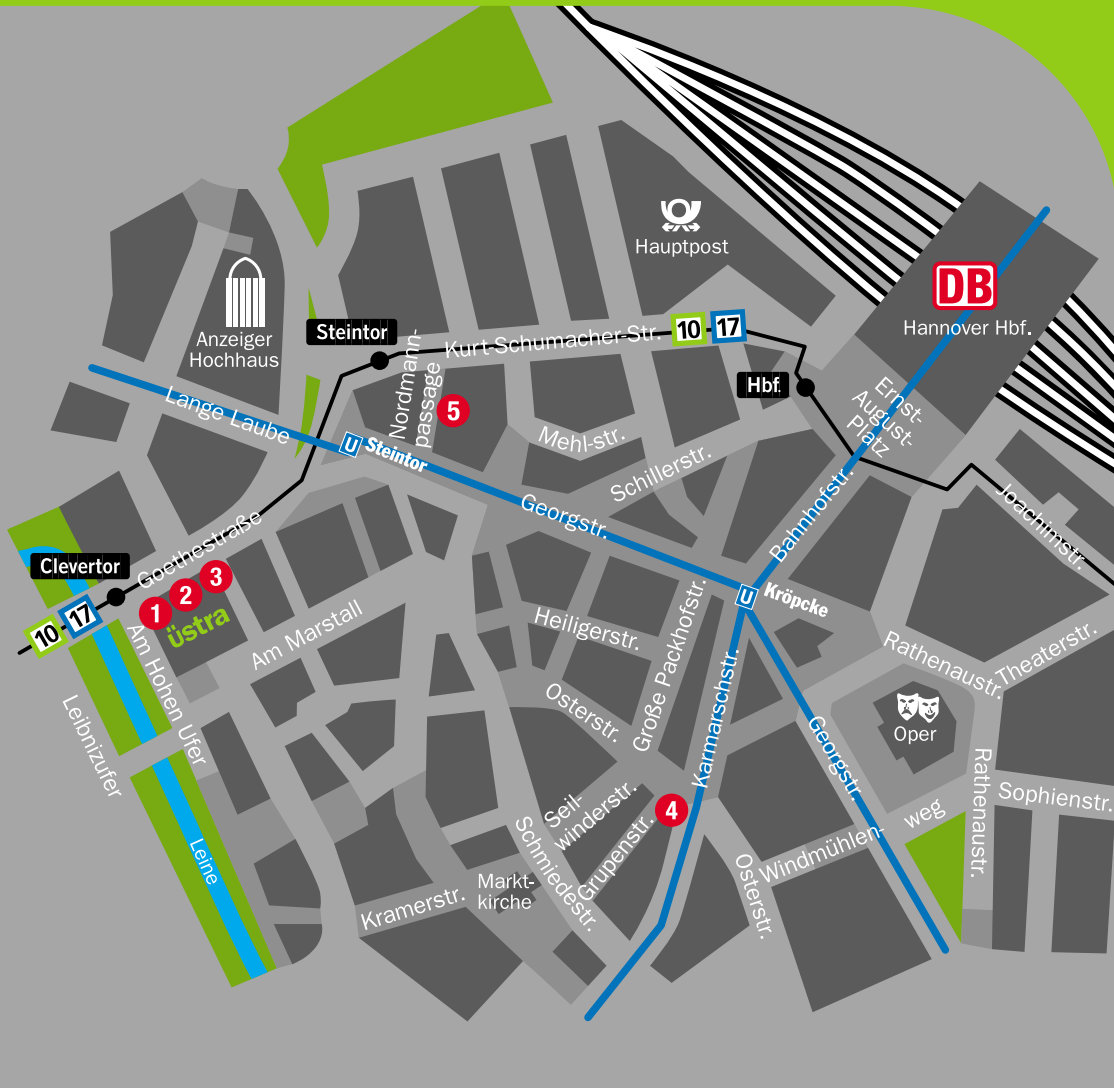 Hauptpost
DB
Hannover Hbf.
Anzeiger
Hochhaus
Steintor
Nordmann-
passage
Kurt-Schumacher-Str.
10
17
Hbf.
5
Ernst-
August-
Platz
Lange Laube
U
Steintor
Mehl-str.
Schillerstr.
Georgstr.
Bahnhofstr.
Joachimstr.
Clevertor
Goethestraße
10
17
1
2
3
üstra
Am Hohen Ufer
Am Marstall
Leibnizufer
Leine
U
Kröpcke
Heiligerstr.
Osterstr.
Große Packhofstr.
Karmarschstr.
Rathenaustr.
Theaterstr.
Oper
Georgstr.
Rathenaustr.
Sophienstr.
Windmühlen-
weg
4
Seil-
winderstr.
Grupenstr.
Schmiedestr.
Osterstr.
Markt-
kirche
Kramerstr.